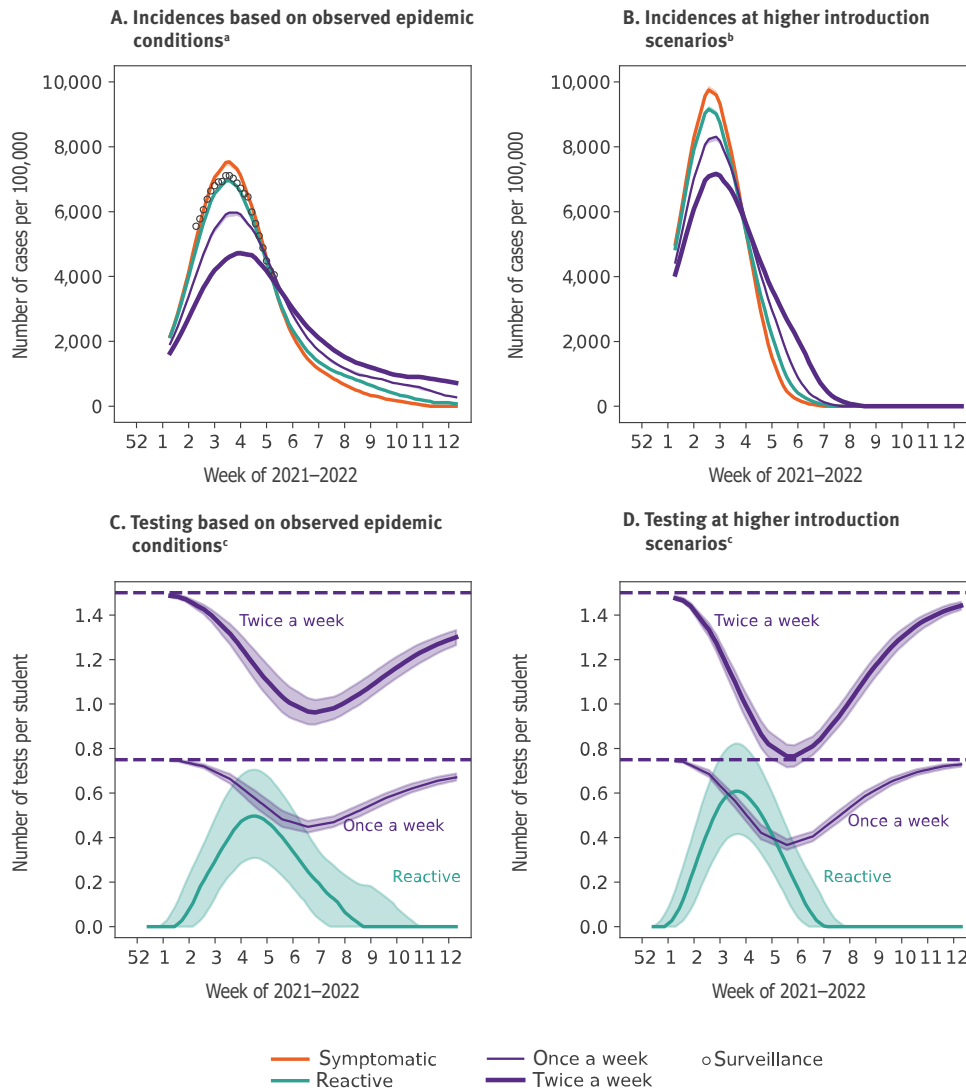 A. Incidences based on observed epidemic
conditionsᵃ
B. Incidences at higher introduction
scenariosᵇ
Number of cases per 100,000
10,000
8,000
6,000
4,000
2,000
0
52 1 2 3 4 5 6 7 8 9 10 11 12
Week of 2021–2022
Number of cases per 100,000
10,000
8,000
6,000
4,000
2,000
0
52 1 2 3 4 5 6 7 8 9 10 11 12
Week of 2021–2022
C. Testing based on observed epidemic
conditionsᶜ
D. Testing at higher introduction
scenariosᶜ
Number of tests per student
1.4
1.2
1.0
0.8
0.6
0.4
0.2
0.0
Twice a week
Once a week
Reactive
52 1 2 3 4 5 6 7 8 9 10 11 12
Week of 2021–2022
Number of tests per student
1.4
1.2
1.0
0.8
0.6
0.4
0.2
0.0
Twice a week
Once a week
Reactive
52 1 2 3 4 5 6 7 8 9 10 11 12
Week of 2021–2022
Symptomatic
Once a week
Surveillance
Reactive
Twice a week